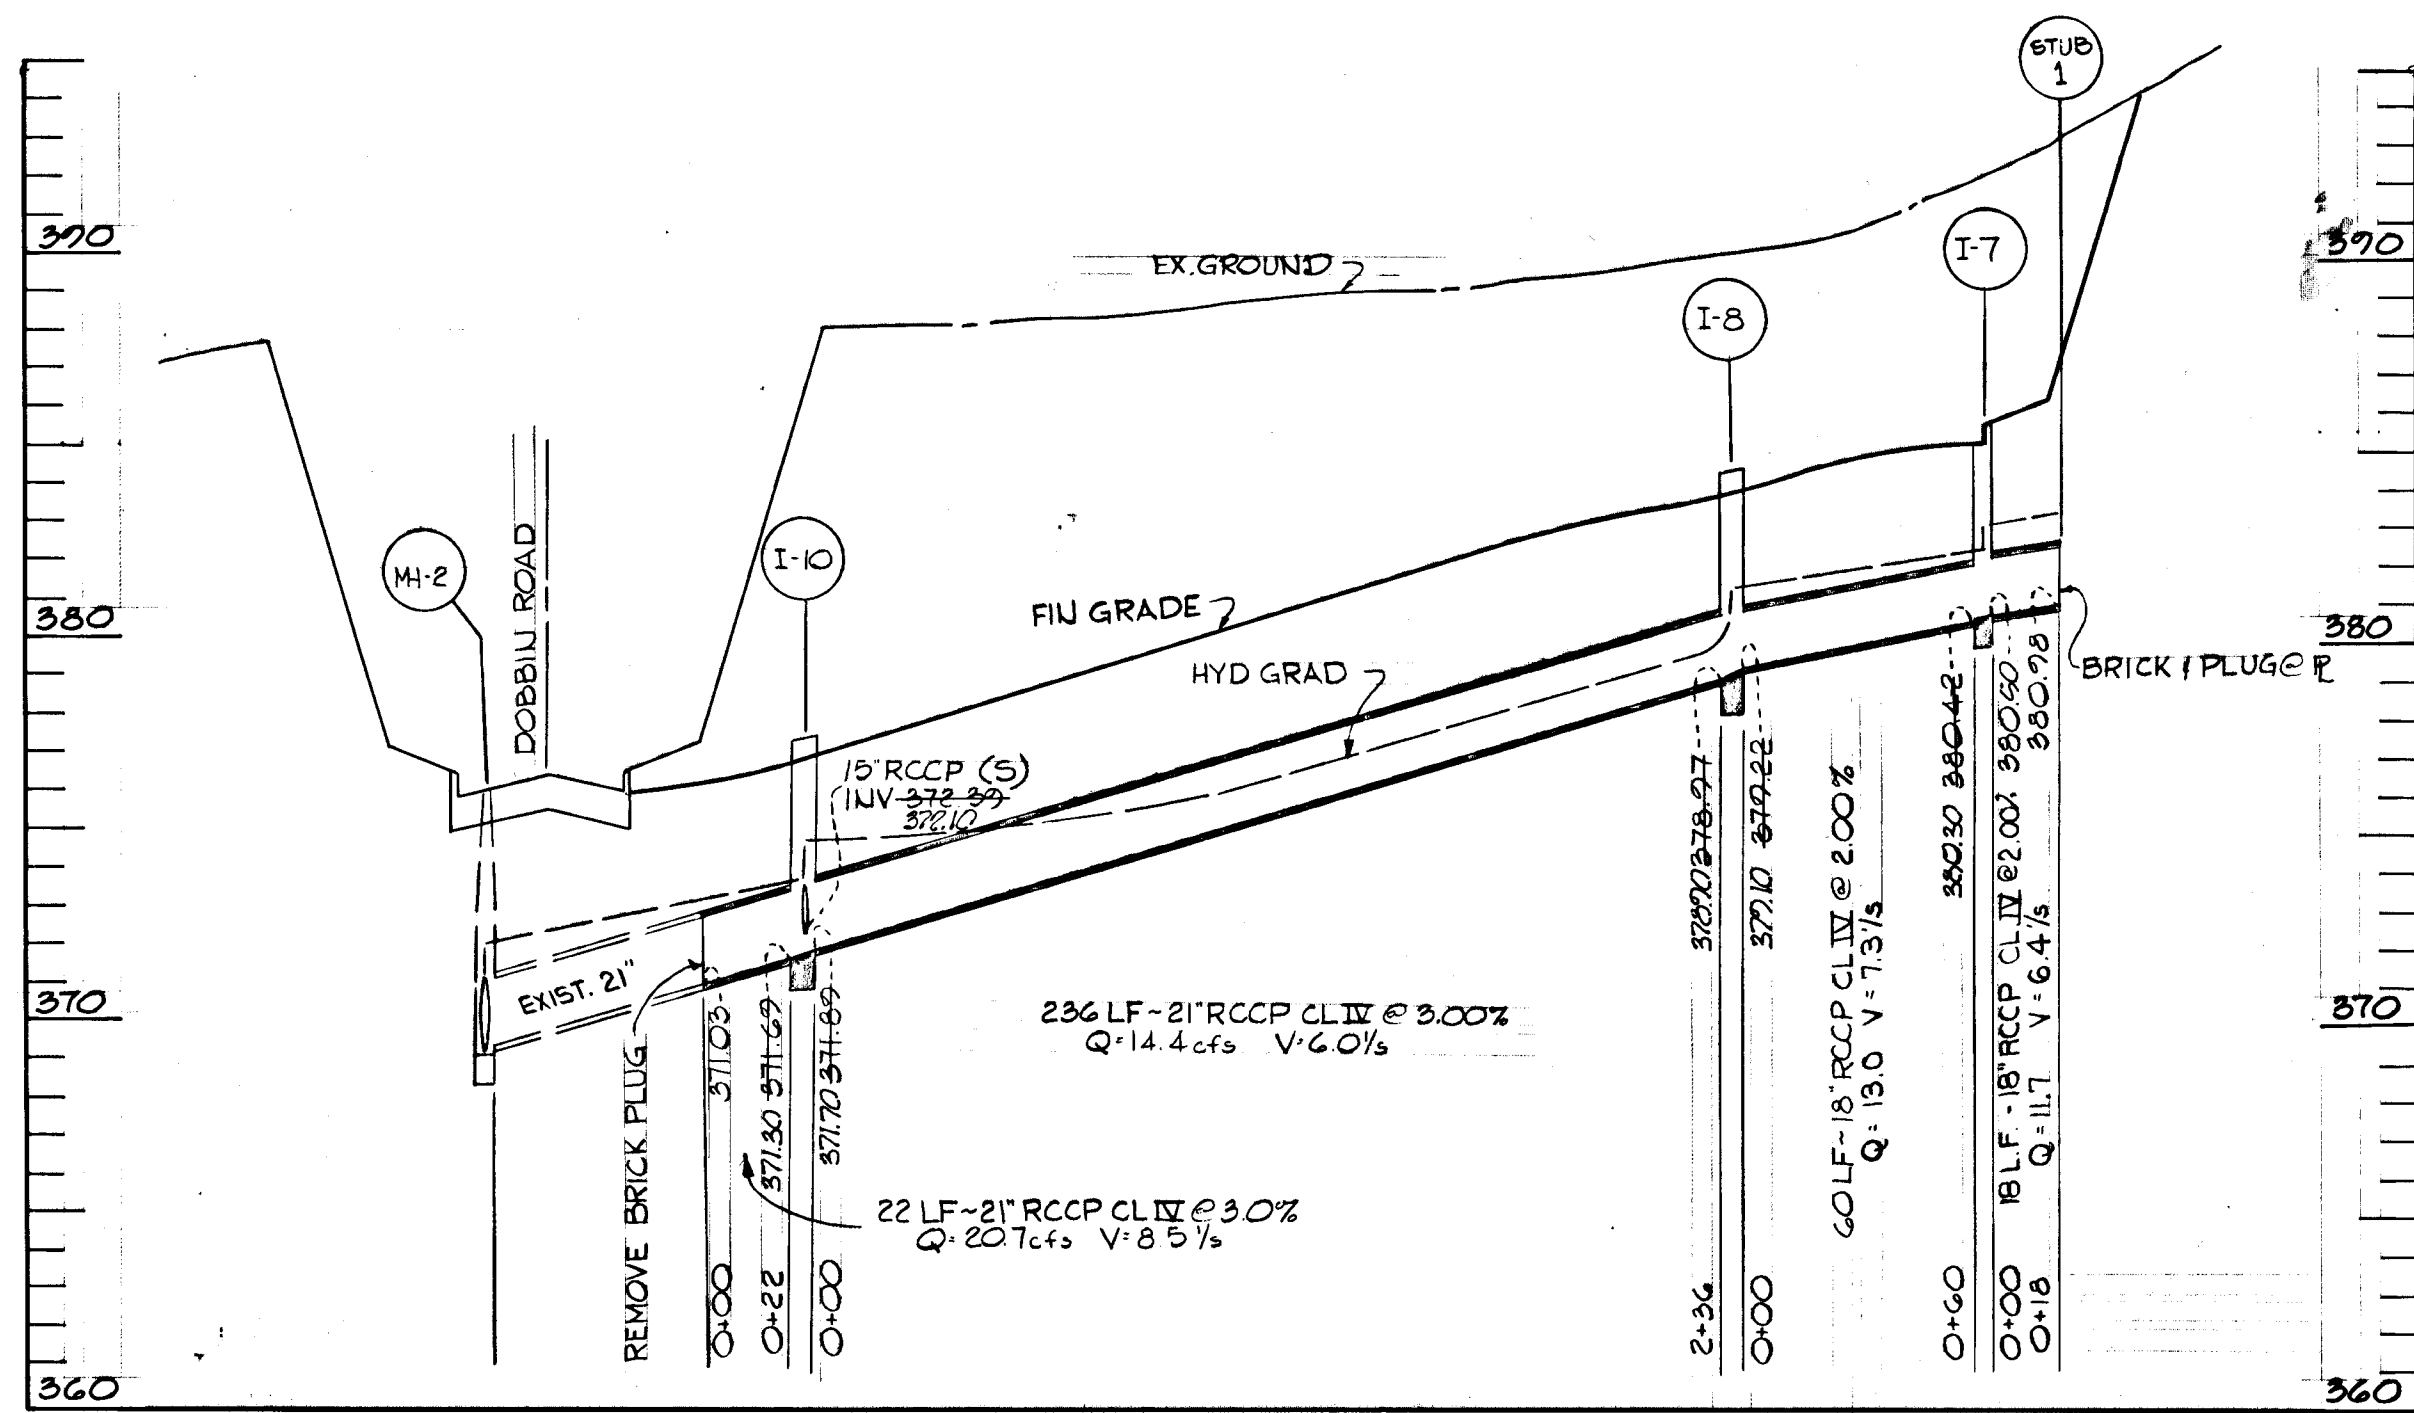 STUB
1
390
390
I-7
EX. GROUND
I-8
MH-2
DOBBIN ROAD
I-10
380
380
FIN GRADE
HYD GRAD
BRICK & PLUG @ PL
15" RCCP (S)
INV 372.39
372.10
378.90 378.97
379.10 379.22
60 LF~18" RCCP CL IV @ 2.00%
Q=13.0 V=7.3'/s
380.30 380.42
380.50
380.98
18 L.F.-18" RCCP CL IV @ 2.00%
Q=11.7 V=6.4'/s
370
370
EXIST. 21"
REMOVE BRICK PLUG
371.03
371.30 371.69
371.70 371.89
236 LF~21" RCCP CL IV @ 3.00%
Q=14.4 cfs V=6.0'/s
22 LF~21" RCCP CL IV @ 3.0%
Q=20.7cfs V=8.5'/s
0+00
0+22
0+00
2+36
0+00
0+60
0+00
0+18
360
360